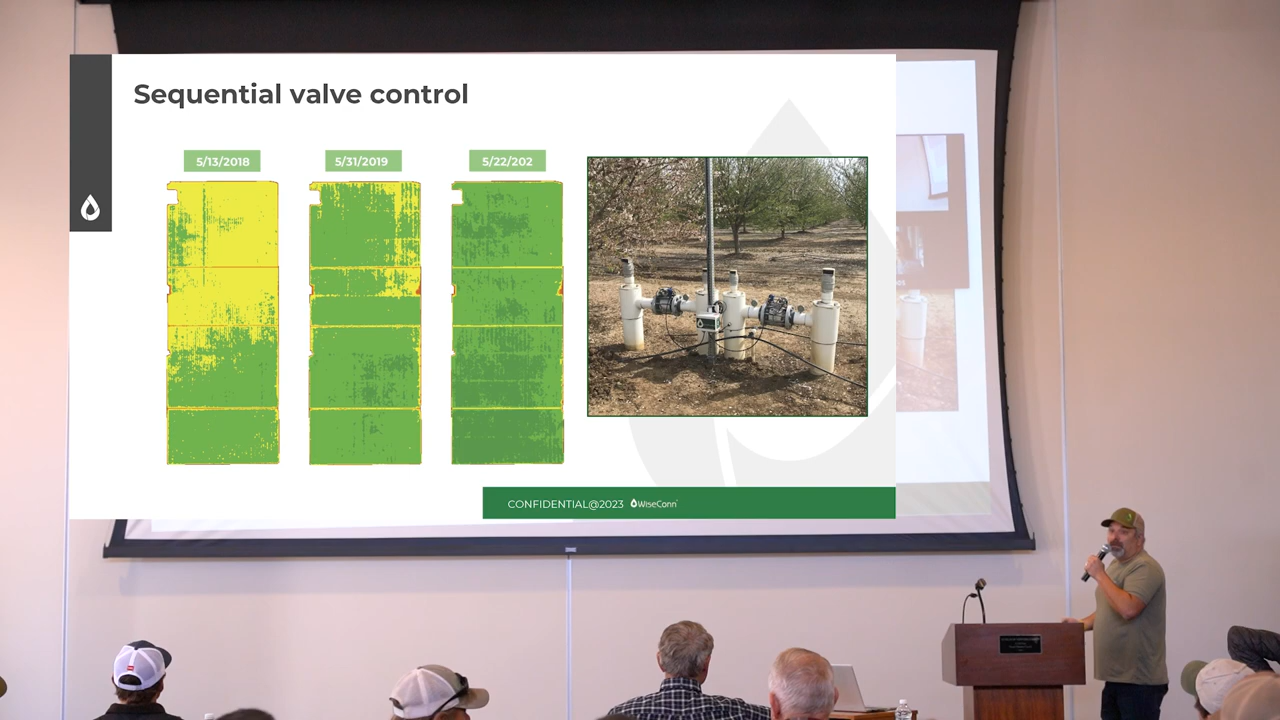 Sequential valve control
5/13/2018
5/31/2019
5/22/202
CONFIDENTIAL@2023 WiseConn